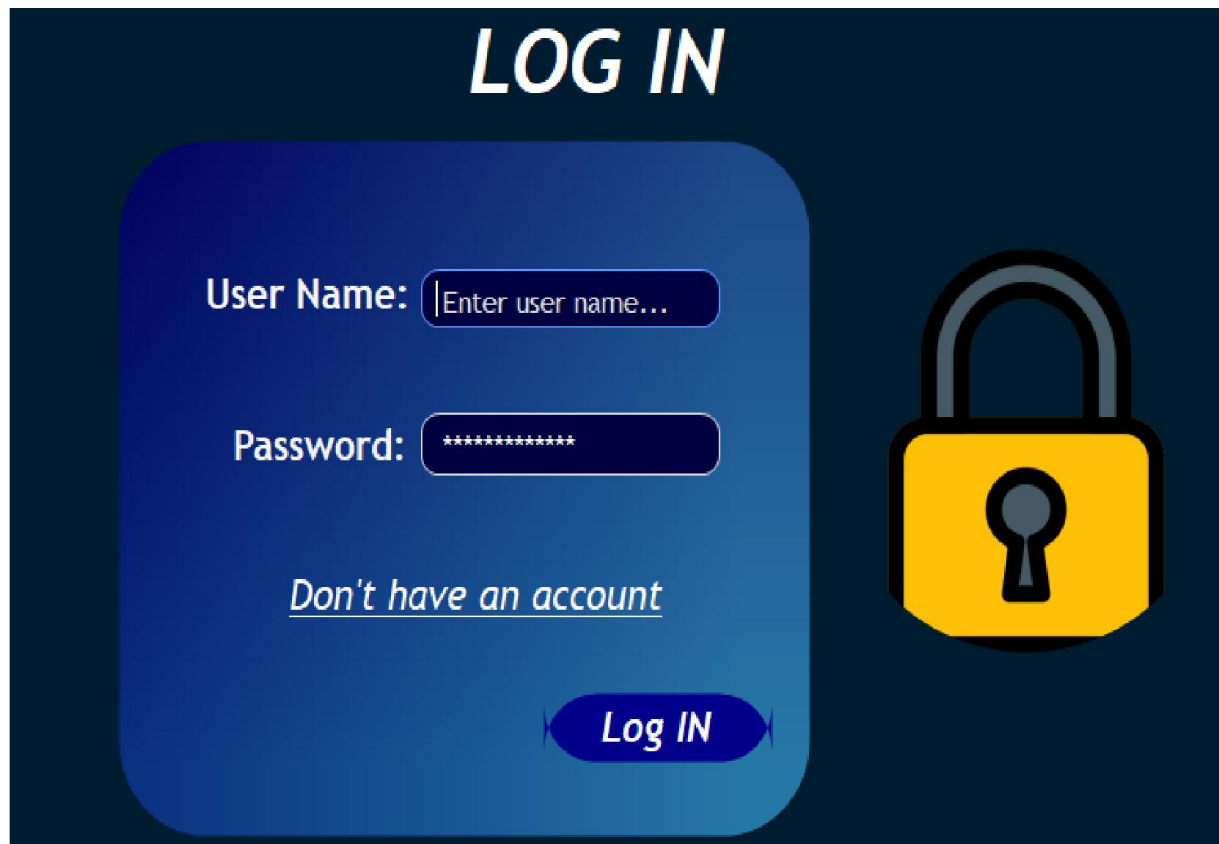 LOG IN
User Name: Enter user name...
Password: *************
Don't have an account
Log IN